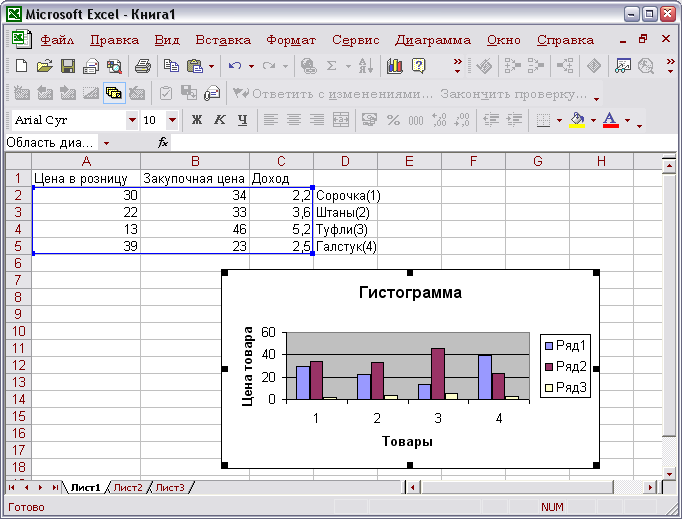 Microsoft Excel - Книга1
Файл Правка Вид Вставка Формат Сервис Диаграмма Окно Справка
Ответить с изменениями... Закончить проверку...
Arial Cyr 10 Ж К Ч % 000
Область диа... fx
A B C D E F G H
1 Цена в розницу Закупочная цена Доход
2 30 34 2,2 Сорочка(1)
3 22 33 3,6 Штаны(2)
4 13 46 5,2 Туфли(3)
5 39 23 2,5 Галстук(4)
6
7
8
9
10
11
12
13
14
15
16
17
18
Гистограмма
Цена товара
60
40
20
0
1 2 3 4
Товары
Ряд1
Ряд2
Ряд3
Лист1 Лист2 Лист3
Готово NUM